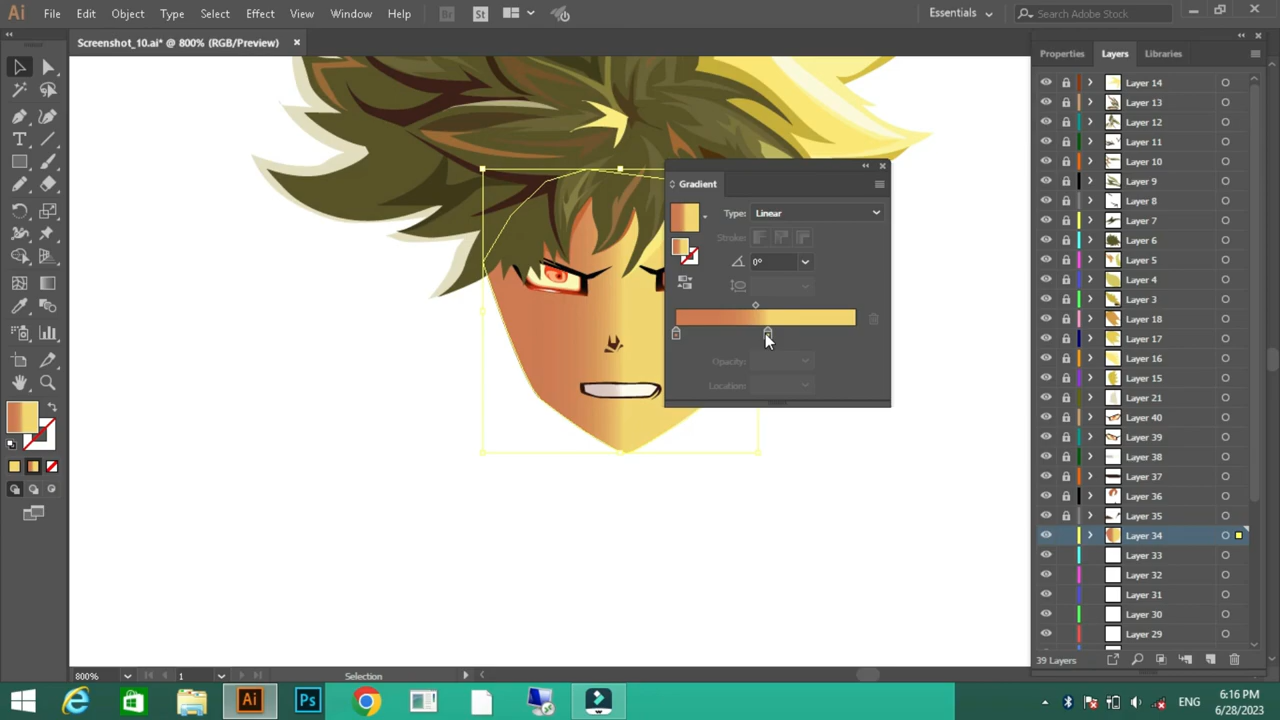 Ai File Edit Object Type Select Effect View Window Help Br St Essentials Search Adobe Stock
Screenshot_10.ai* @ 800% (RGB/Preview) ×
Properties Layers Libraries
Layer 14
Layer 13
Layer 12
Layer 11
Layer 10
Layer 9
Layer 8
Layer 7
Layer 6
Layer 5
Layer 4
Layer 3
Layer 18
Layer 17
Layer 16
Layer 15
Layer 21
Layer 40
Layer 39
Layer 38
Layer 37
Layer 36
Layer 35
Layer 34
Layer 33
Layer 32
Layer 31
Layer 30
Layer 29
39 Layers
Gradient
Type: Linear
Stroke:
0°
Opacity:
Location:
800% 1 Selection
Ai Ps ENG
6:16 PM
6/28/2023